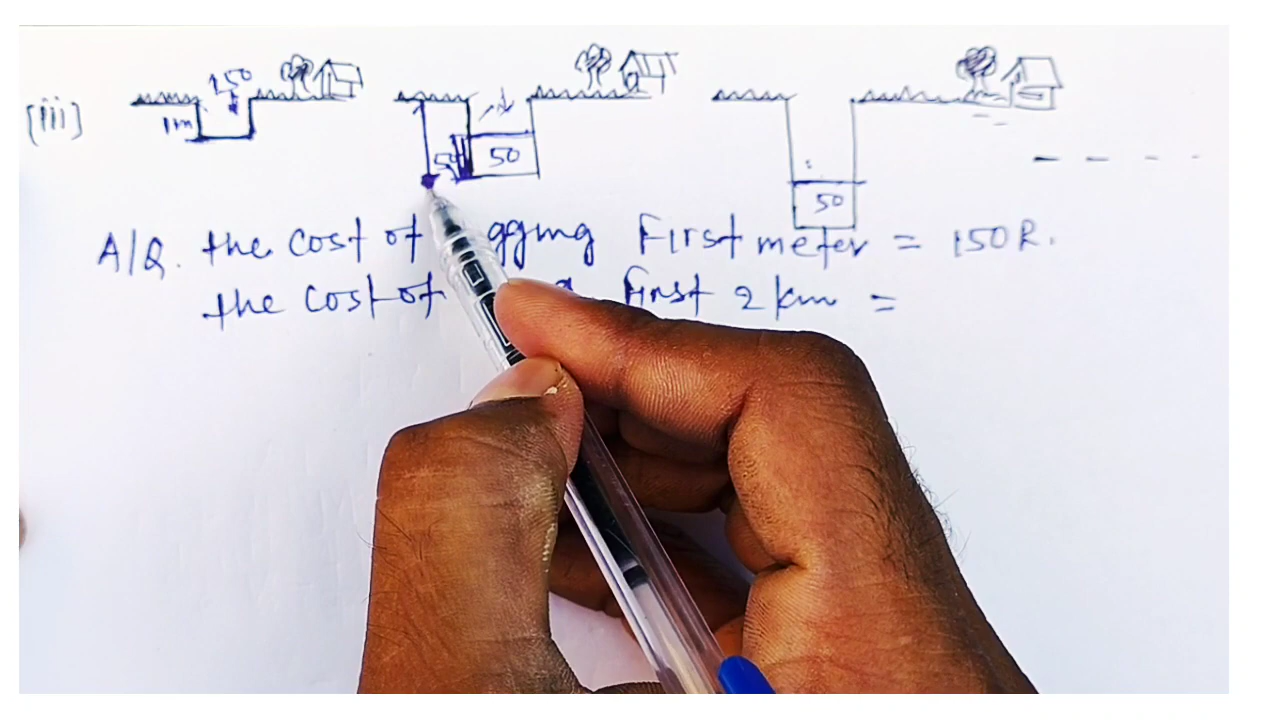 (iii) 150 1m 50 50 50
A/Q. the cost of gging First meter = 150 R.
the cost of First 2 km =